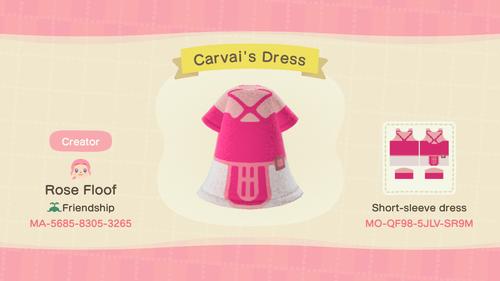 Carvai's Dress
Creator
Rose Floof
Friendship
MA-5685-8305-3265
Short-sleeve dress
MO-QF98-5JLV-SR9M